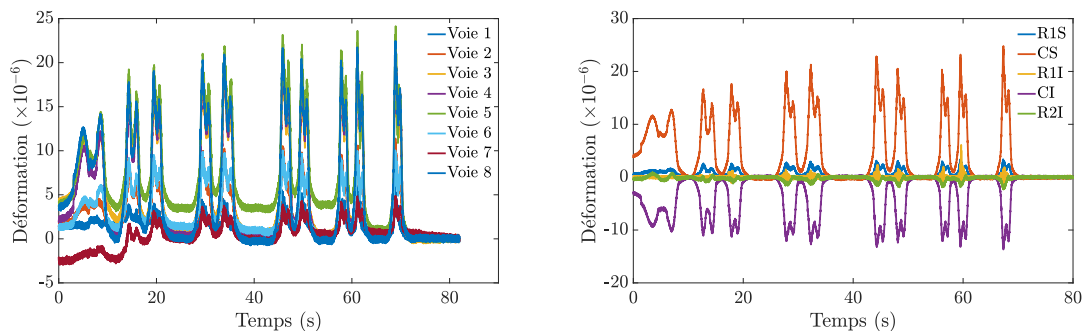 25
20
15
10
5
0
-5
0
20
40
60
80
Déformation (×10⁻⁶)
Temps (s)
Voie 1
Voie 2
Voie 3
Voie 4
Voie 5
Voie 6
Voie 7
Voie 8
30
20
10
0
-10
-20
0
20
40
60
80
Déformation (×10⁻⁶)
Temps (s)
R1S
CS
R1I
CI
R2I